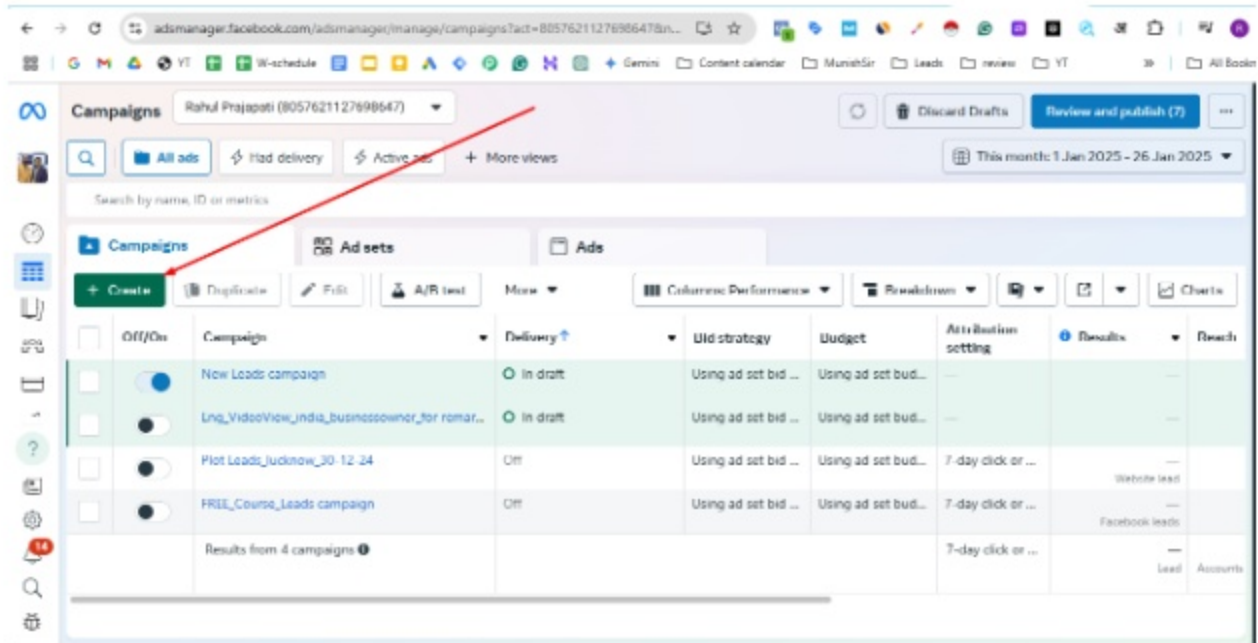 adsmanager.facebook.com/adsmanager/manage/campaigns?act=8057621127698647&n...
G M YT W-schedule Gemini Content calendar MunishSir Leads review YT All Bookm
Campaigns Rahul Prajapati (8057621127698647) Discard Drafts Review and publish (7)
All ads Had delivery Active ads + More views This month: 1 Jan 2025 – 26 Jan 2025
Search by name, ID or metrics
Campaigns Ad sets Ads
+ Create Duplicate Edit A/B test More Columns: Performance Breakdown Charts
Off/On Campaign Delivery ↑ Bid strategy Budget Attribution setting Results Reach
New Leads campaign In draft Using ad set bid ... Using ad set bud... —
Lng_VideoView_india_businessowner_for remar... In draft Using ad set bid ... Using ad set bud... —
Plot Leads_lucknow_30-12-24 Off Using ad set bid ... Using ad set bud... 7-day click or ... —
Website lead
FREE_Course_Leads campaign Off Using ad set bid ... Using ad set bud... 7-day click or ... —
Facebook leads
Results from 4 campaigns 7-day click or ... —
Lead Accounts
14